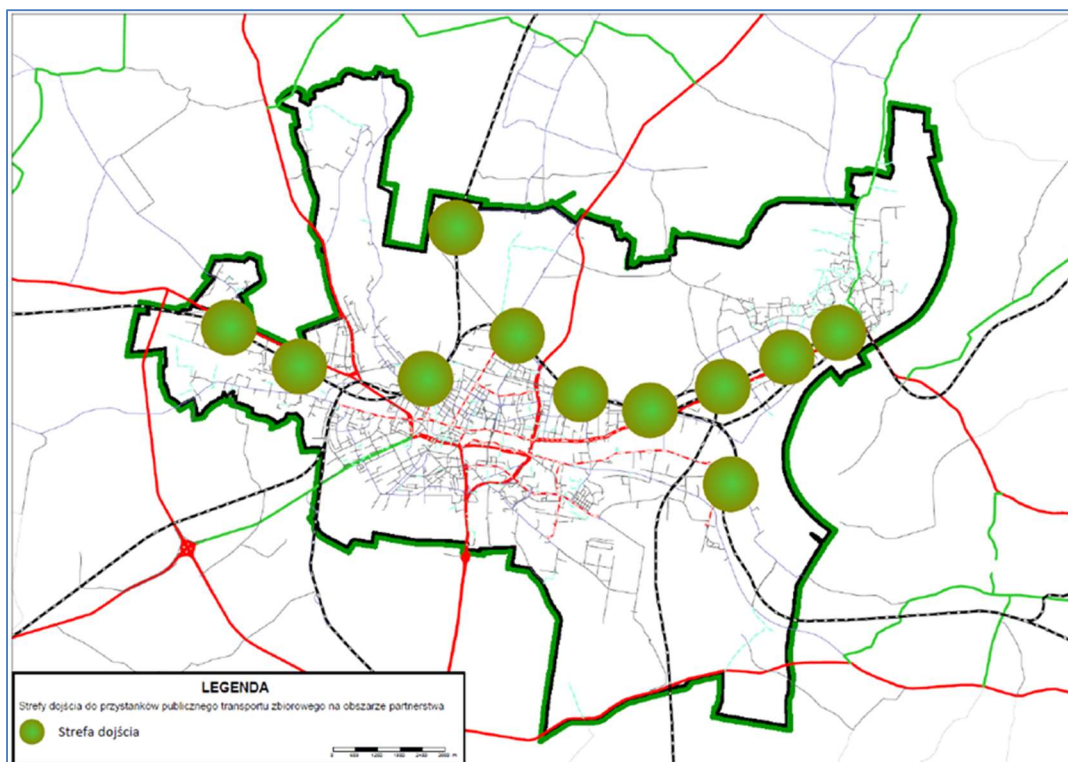 LEGENDA
Strefy dojścia do przystanków publicznego transportu zbiorowego na obszarze partnerstwa
Strefa dojścia